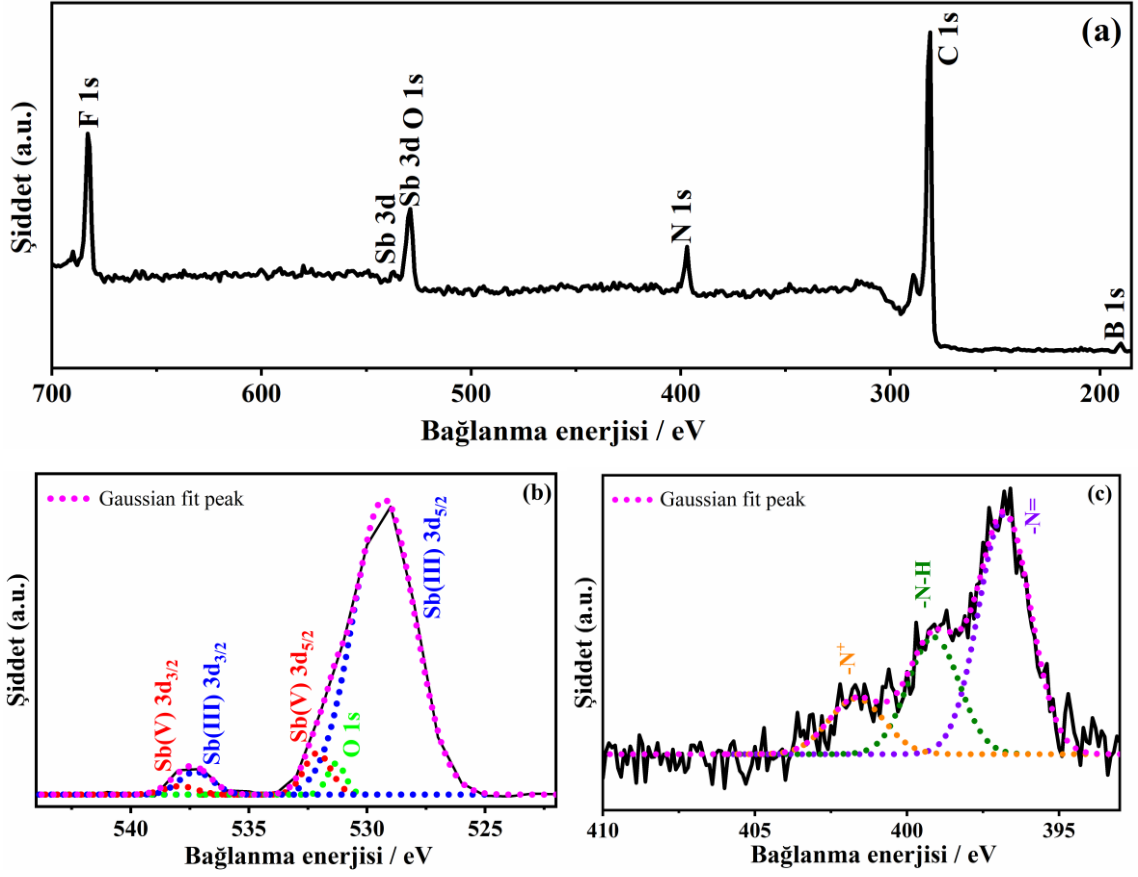 (a)
Şiddet (a.u.)
F 1s
Sb 3d
Sb 3d O 1s
N 1s
C 1s
B 1s
700 600 500 400 300 200
Bağlanma enerjisi / eV
(b)
Gaussian fit peak
Şiddet (a.u.)
Sb(V) 3d3/2
Sb(III) 3d3/2
Sb(V) 3d5/2
O 1s
Sb(III) 3d5/2
540 535 530 525
Bağlanma enerjisi / eV
(c)
Gaussian fit peak
Şiddet (a.u.)
-N+
-N-H
-N=
410 405 400 395
Bağlanma enerjisi / eV